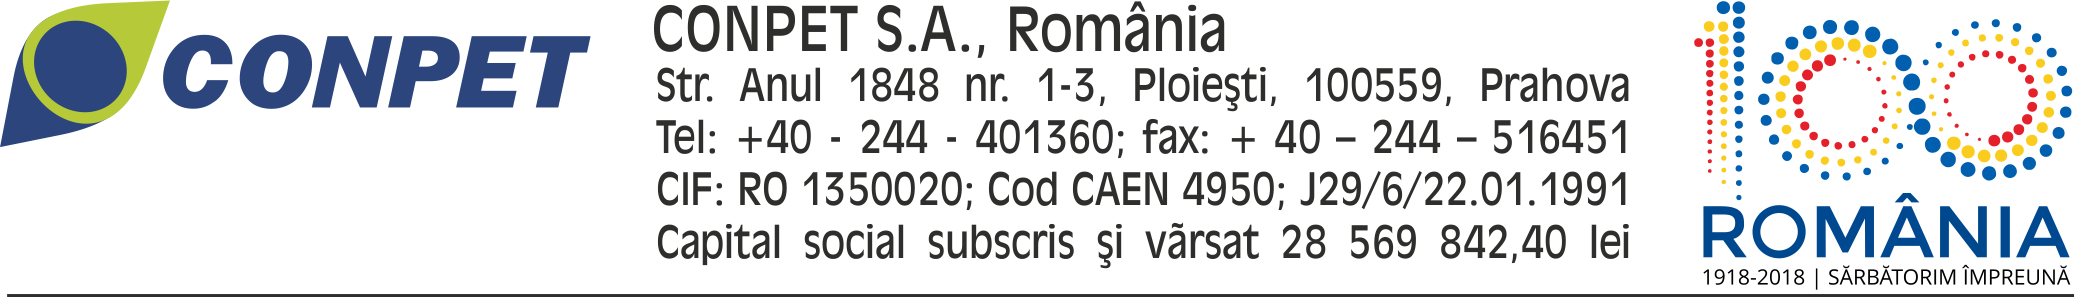 CONPET
CONPET S.A., România
Str. Anul 1848 nr. 1-3, Ploieşti, 100559, Prahova
Tel: +40 - 244 - 401360; fax: + 40 – 244 – 516451
CIF: RO 1350020; Cod CAEN 4950; J29/6/22.01.1991
Capital social subscris şi vãrsat 28 569 842,40 lei
100
ROMÂNIA
1918-2018 | SĂRBĂTORIM ÎMPREUNĂ